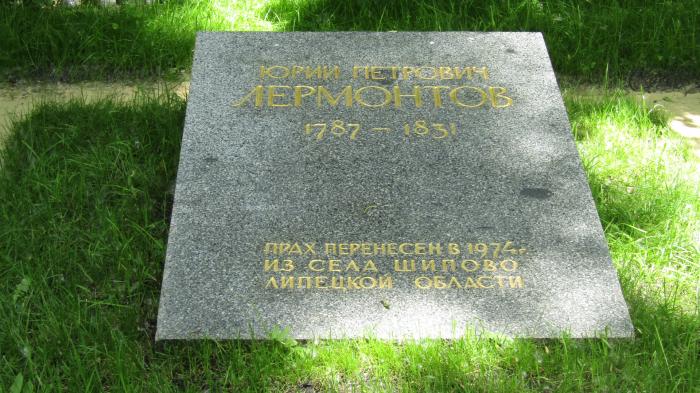 ЮРИЙ ПЕТРОВИЧ
ЛЕРМОНТОВ
1787 – 1831
ПРАХ ПЕРЕНЕСЕН В 1974 г.
ИЗ СЕЛА ШИПОВО
ЛИПЕЦКОЙ ОБЛАСТИ